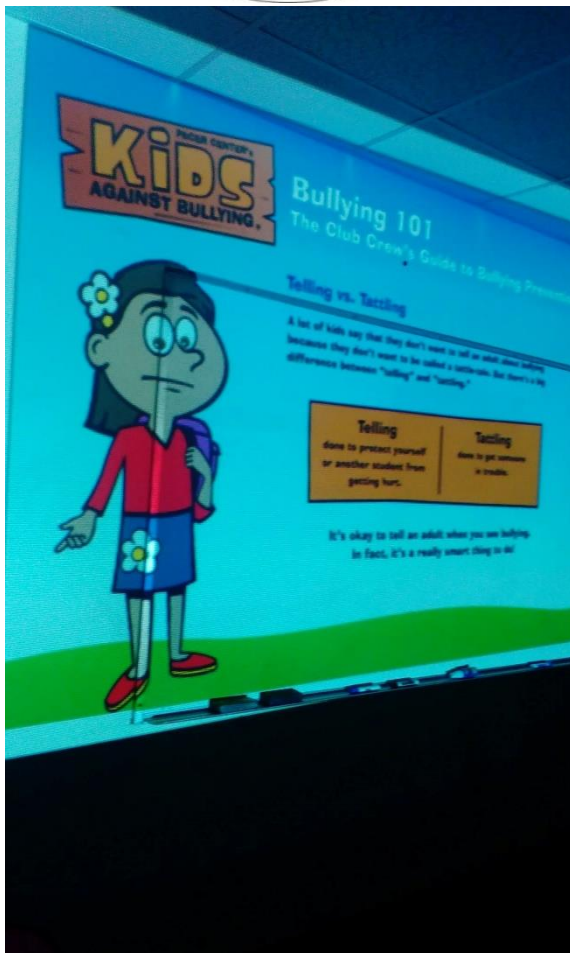 PACER CENTER'S
KiDS
AGAINST BULLYING.
Bullying 101
The Club Crew's Guide to Bullying
Telling vs. Tattling
A lot of kids say that they don't want to tell an adult about bullying
because they don't want to be called a tattle-tale. But there's a big
difference between "telling" and "tattling."
Telling
done to protect yourself
or another student from
getting hurt.
Tattling
done to get someone
in trouble.
It's okay to tell an adult when you see bullying.
In fact, it's a really smart thing to do!